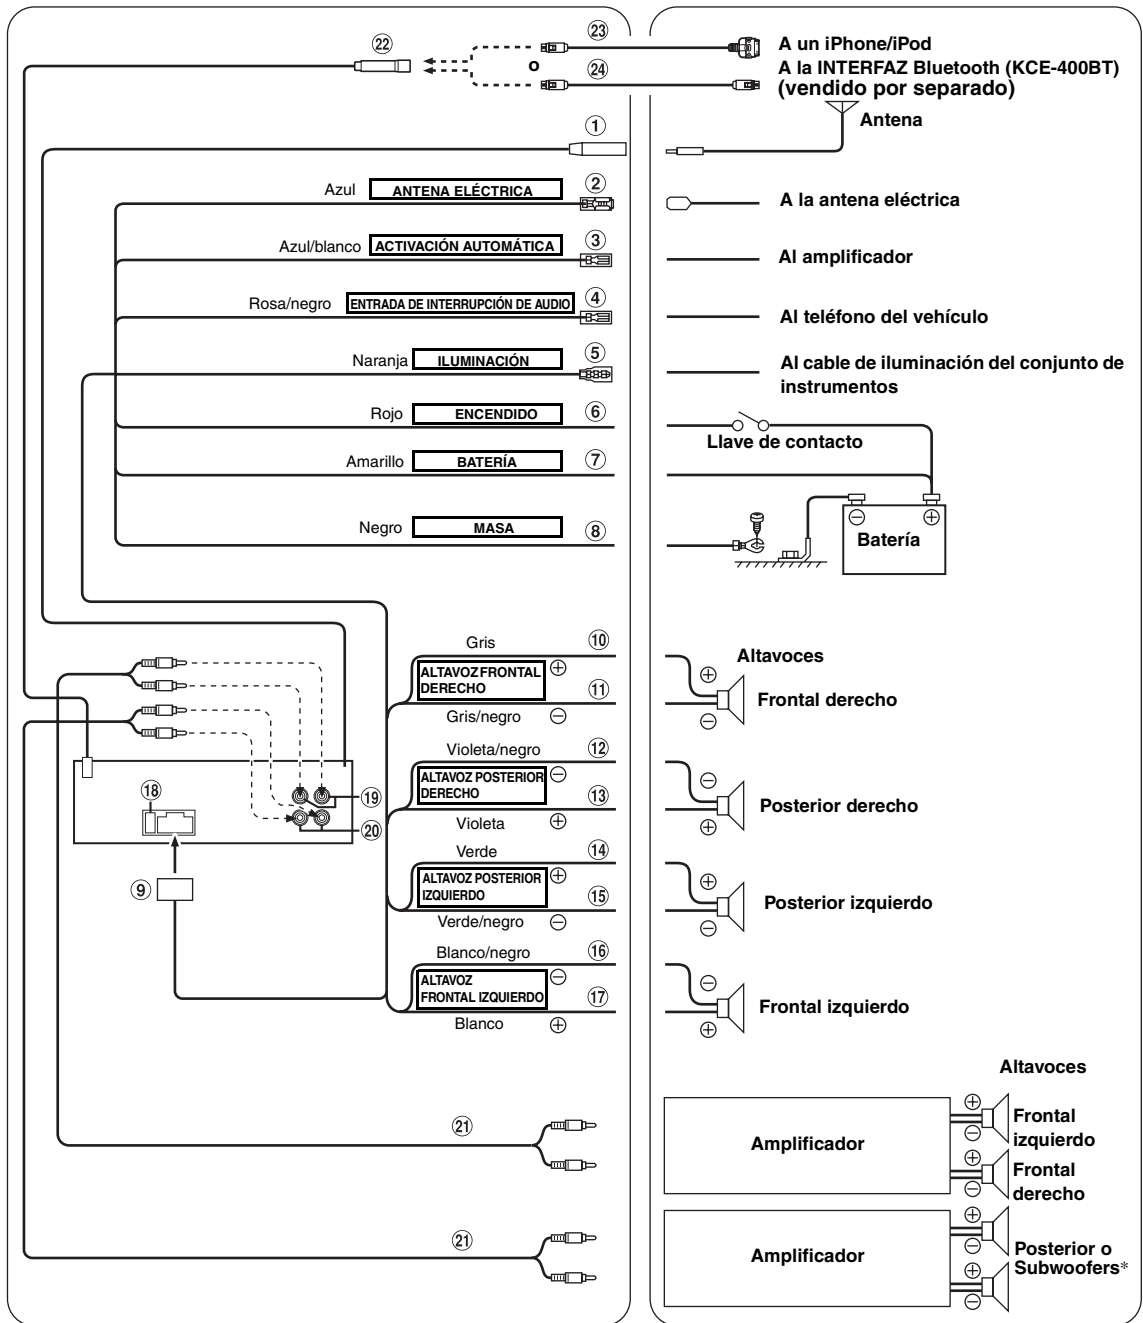 ㉒
㉓
A un iPhone/iPod
o
㉔
A la INTERFAZ Bluetooth (KCE-400BT)
(vendido por separado)
①
Antena
Azul
ANTENA ELÉCTRICA
②
A la antena eléctrica
Azul/blanco
ACTIVACIÓN AUTOMÁTICA
③
Al amplificador
Rosa/negro
ENTRADA DE INTERRUPCIÓN DE AUDIO
④
Al teléfono del vehículo
Naranja
ILUMINACIÓN
⑤
Al cable de iluminación del conjunto de
instrumentos
Rojo
ENCENDIDO
⑥
Llave de contacto
Amarillo
BATERÍA
⑦
Negro
MASA
⑧
⊖
⊕
Batería
Gris
⑩
ALTAVOZ FRONTAL
DERECHO
⊕
⑪
Gris/negro
⊖
Altavoces
⊕
Frontal derecho
⊖
Violeta/negro
⑫
ALTAVOZ POSTERIOR
DERECHO
⊖
⑬
Violeta
⊕
⊖
Posterior derecho
⊕
⑱
⑲
⑳
⑨
Verde
⑭
ALTAVOZ POSTERIOR
IZQUIERDO
⊕
⑮
Verde/negro
⊖
⊕
Posterior izquierdo
⊖
Blanco/negro
⑯
ALTAVOZ
FRONTAL IZQUIERDO
⊖
⑰
Blanco
⊕
⊖
Frontal izquierdo
⊕
Altavoces
㉑
Amplificador
⊕
⊖
Frontal
izquierdo
⊕
⊖
Frontal
derecho
㉑
Amplificador
⊕
⊖
⊕
⊖
Posterior o
Subwoofers*